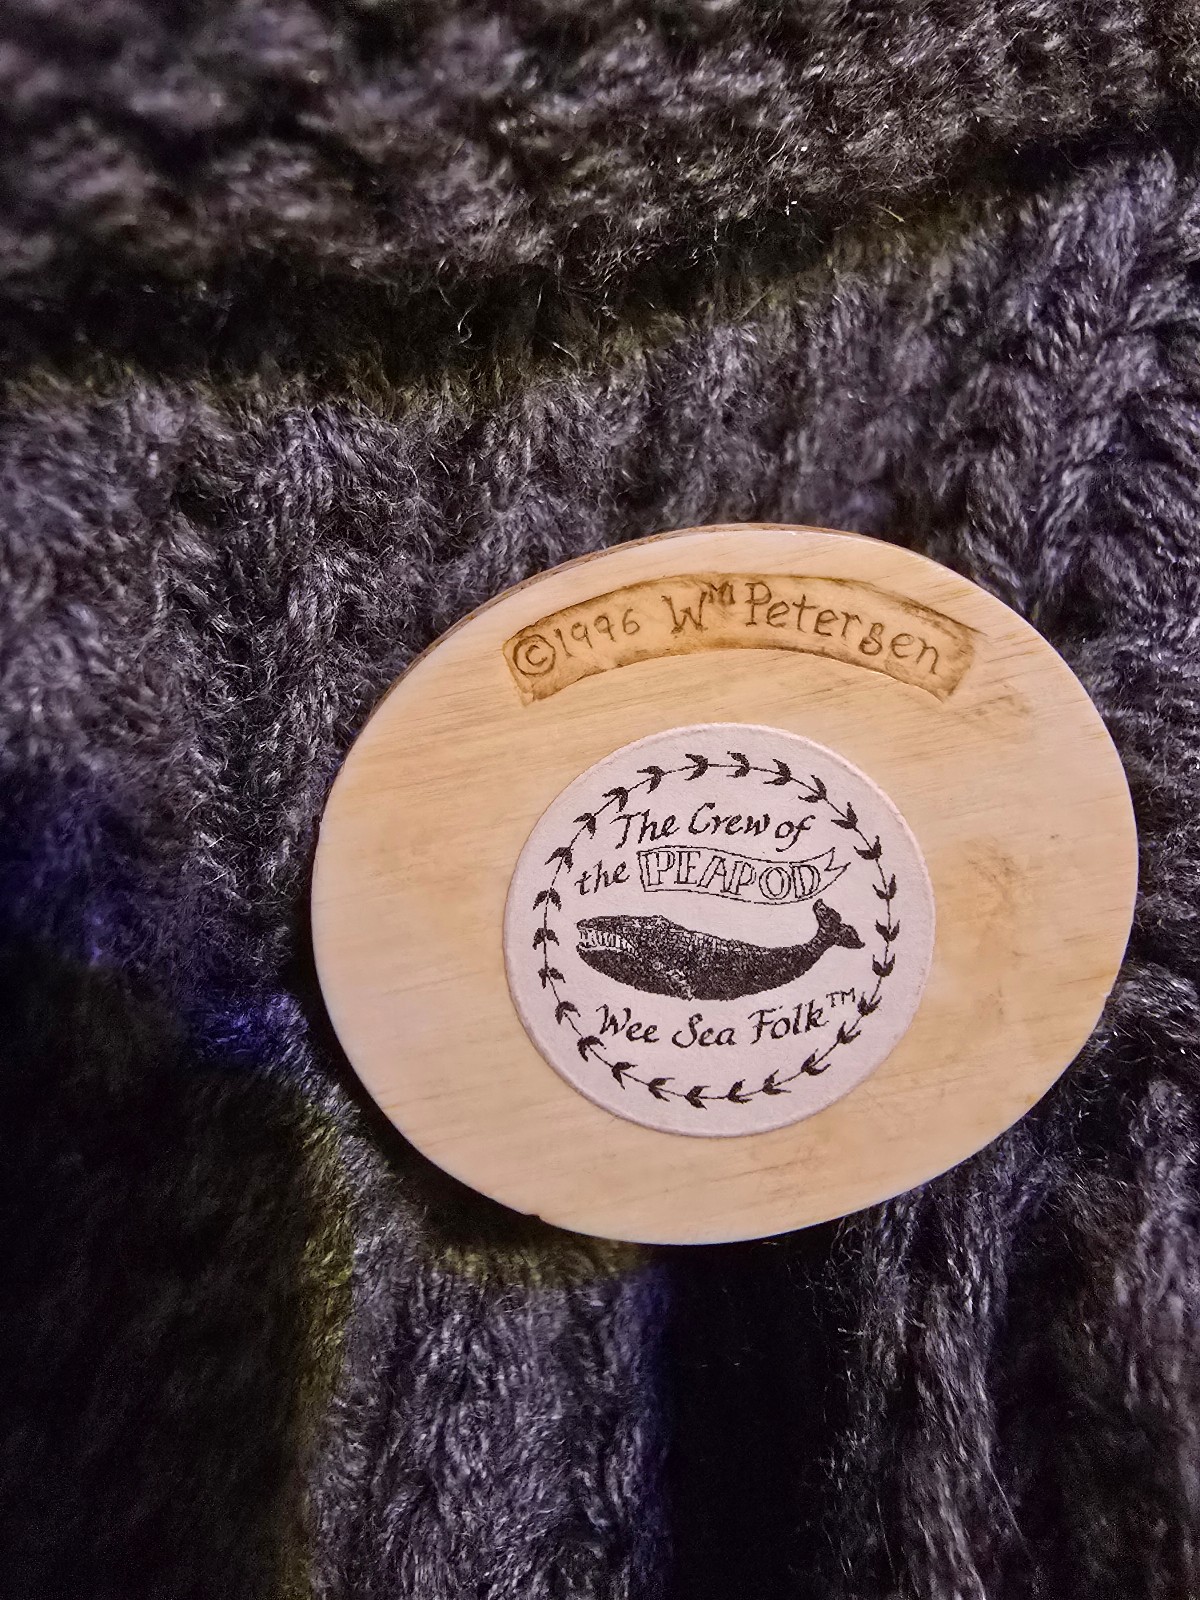 © 1996 Wᴹ Petersen
The Crew of
the PEAPOD
Wee Sea Folk™